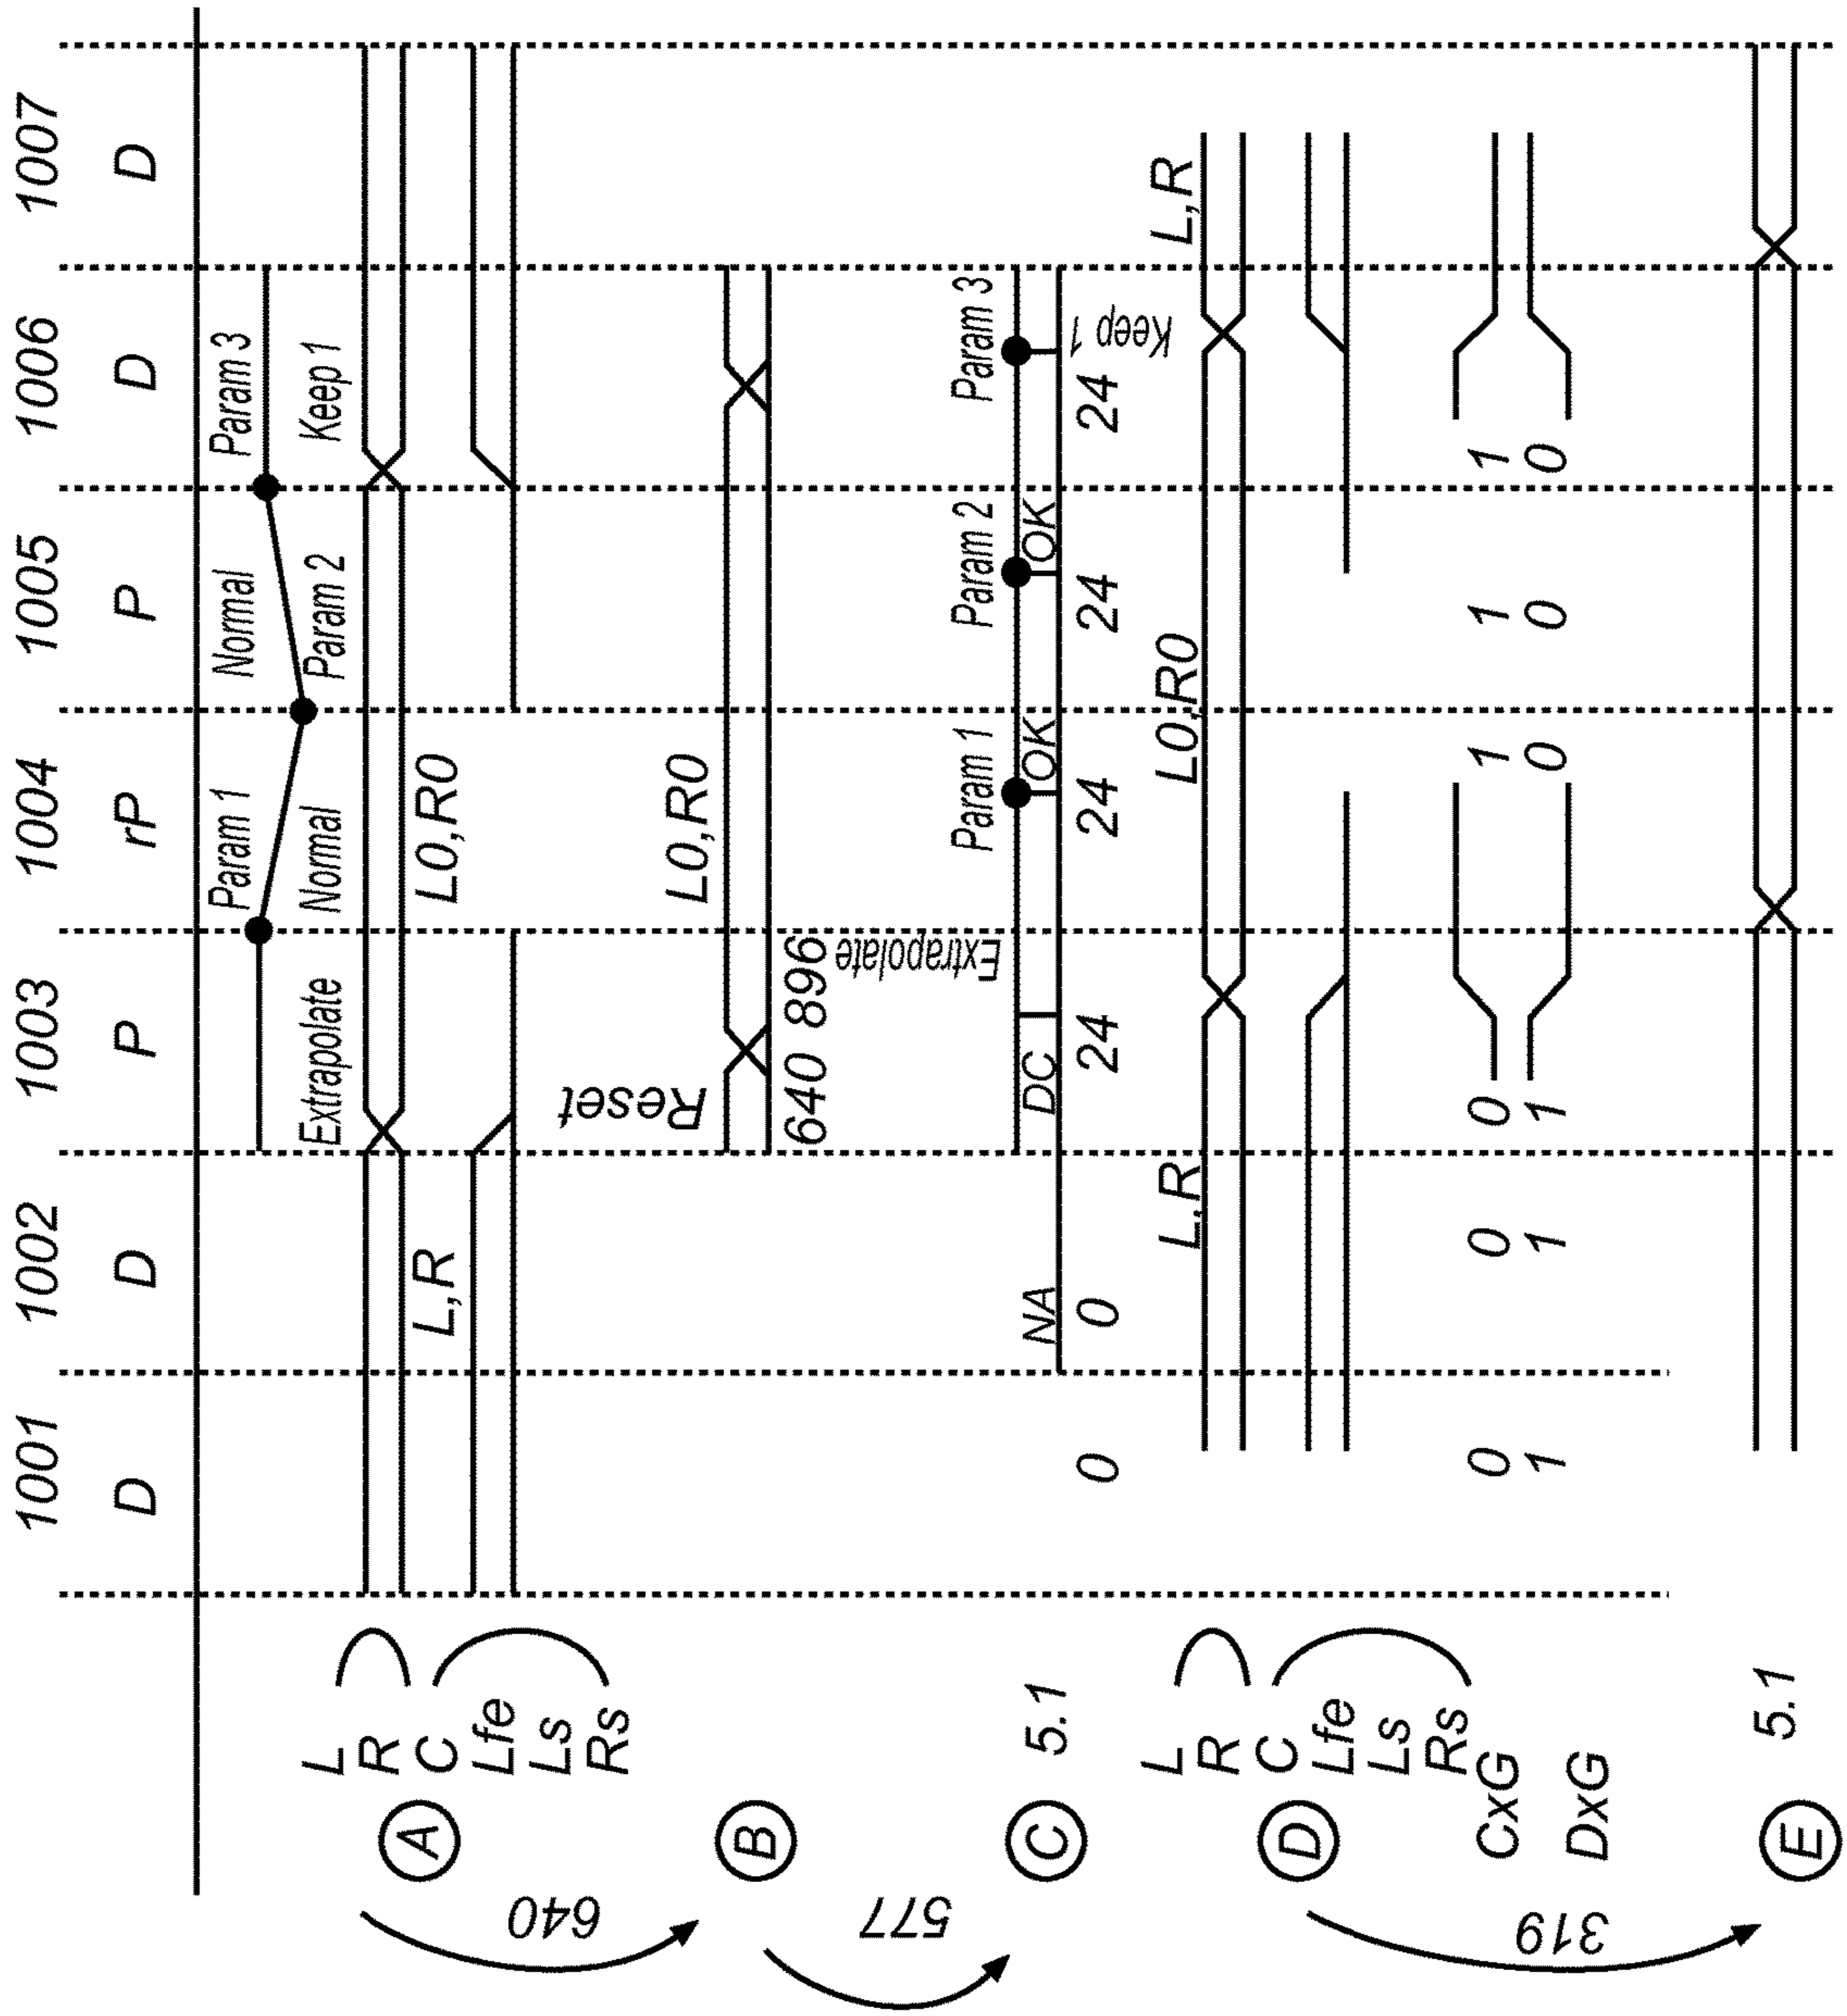 1001 1002 1003 1004 1005 1006 1007
D D P rP P D D
Param 1 Normal Param 3
Extrapolate Normal Param 2 Keep 1
L
R
C
Lfe
Ls
Rs
A
L,R L0,R0
640
Reset
B
L0,R0
640 896
577
Extrapolate
Param 1 Param 2 Param 3
NA DC OK OK
C 5.1
0 0 24 24 24 24
Keep 1
L
R
C
Lfe
Ls
Rs
D
L,R L0,R0 L,R
CxG
0 0 0 1 1 1
DxG
1 1 1 0 0 0
319
E 5.1